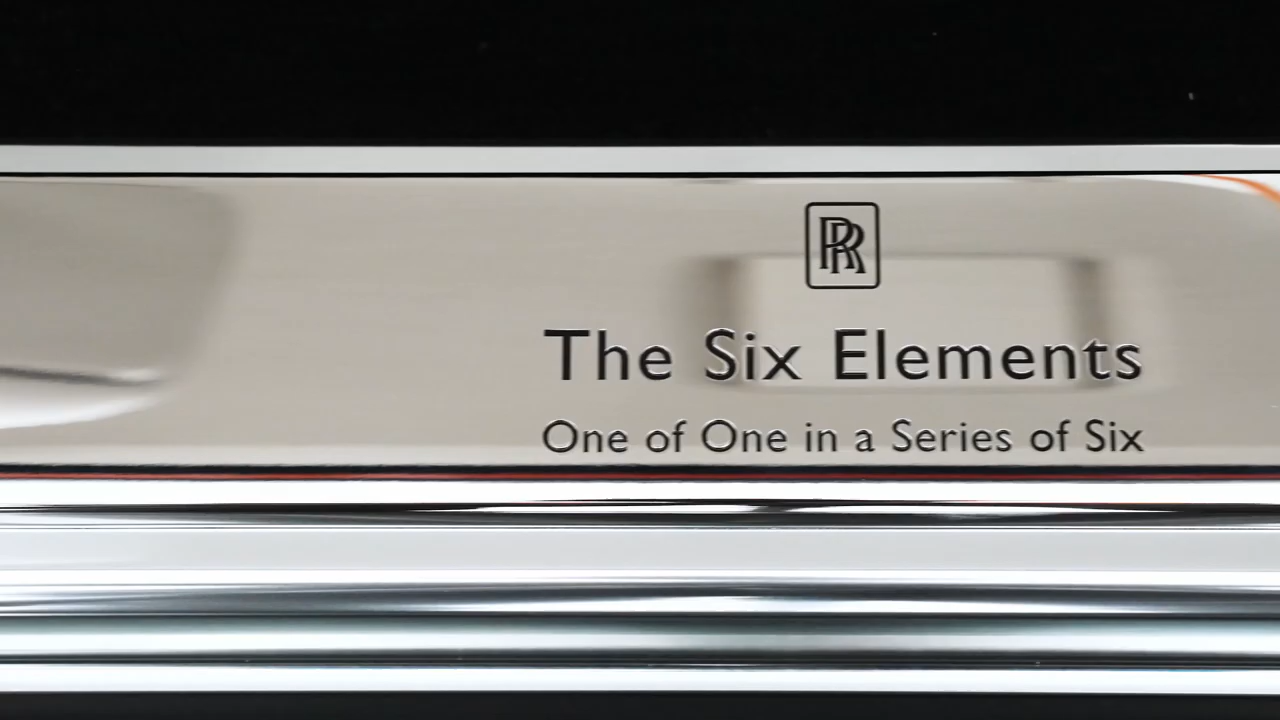 RR
The Six Elements
One of One in a Series of Six